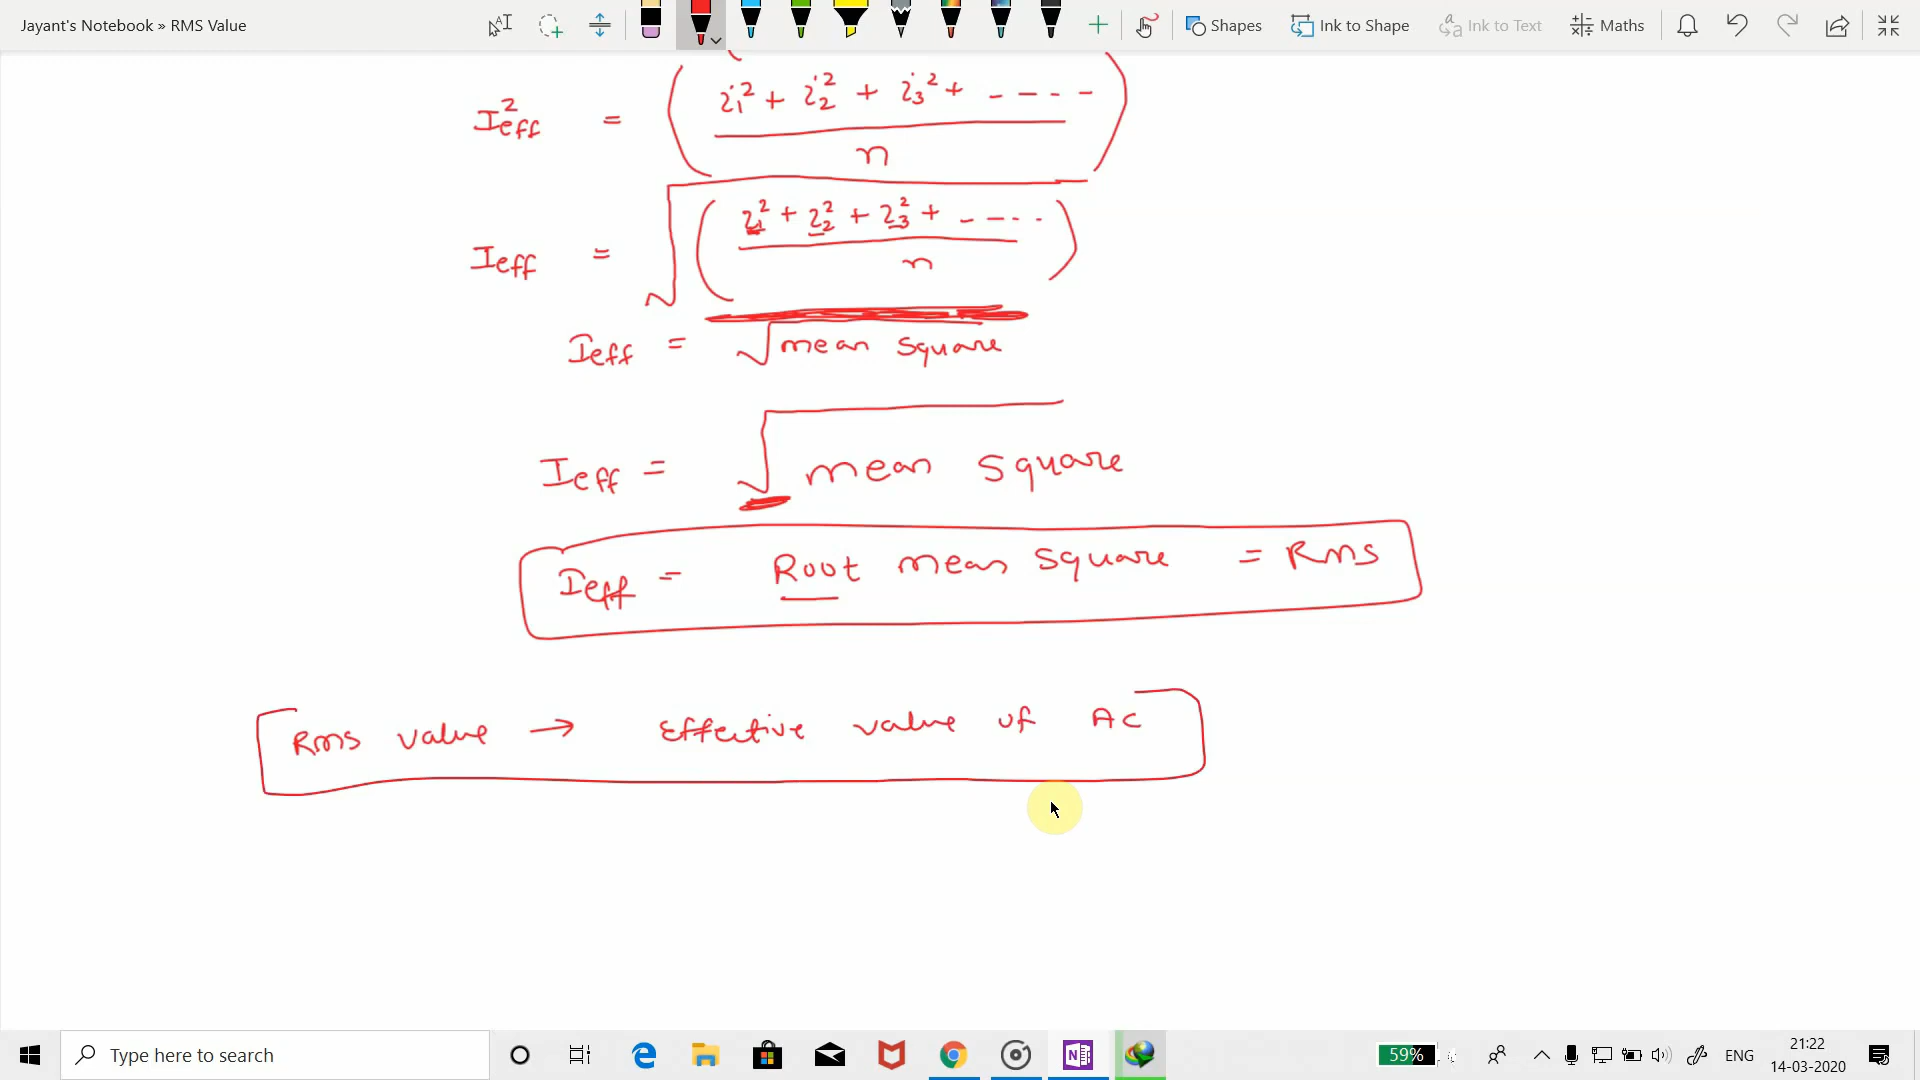 Jayant's Notebook » RMS Value
Shapes
Ink to Shape
Ink to Text
Maths
I²eff = ( i₁² + i₂² + i₃² + ----- / n )
Ieff = √( i₁² + i₂² + i₃² + ----- / n )
Ieff = √mean square
Ieff = √mean square
Ieff = Root mean square = Rms
Rms value → Effective value of AC
Type here to search
59%
ENG
21:22
14-03-2020